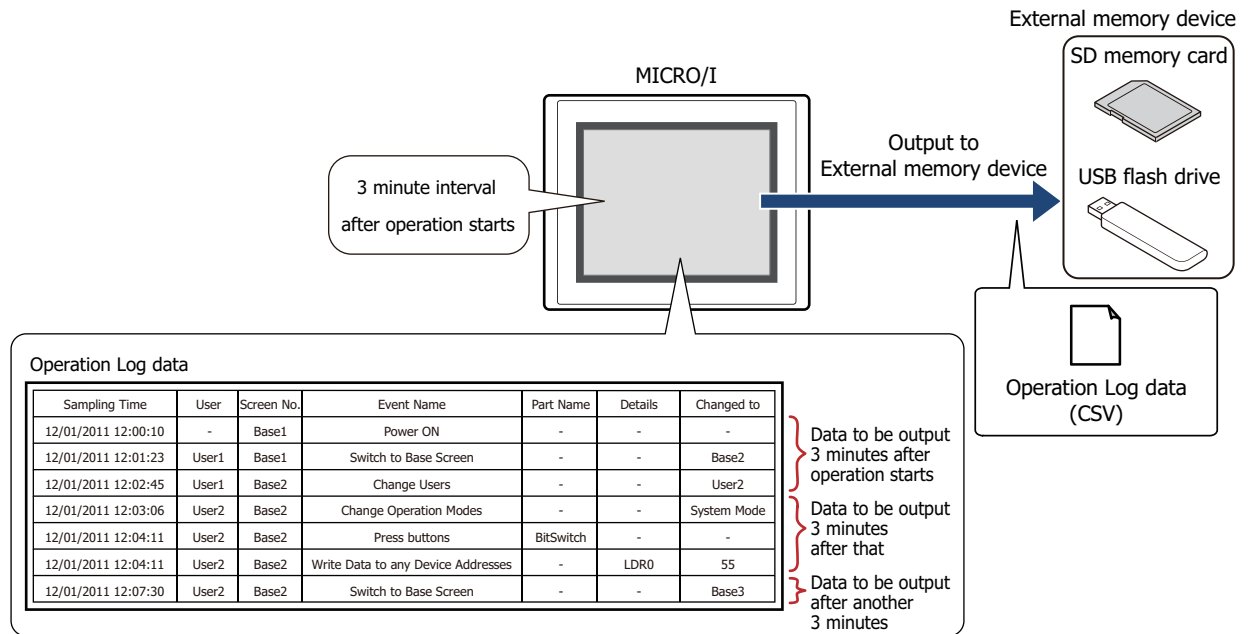 External memory device
SD memory card
MICRO/I
Output to
External memory device
USB flash drive
3 minute interval
after operation starts
Operation Log data
(CSV)
Operation Log data
Sampling Time User Screen No. Event Name Part Name Details Changed to
12/01/2011 12:00:10 - Base1 Power ON - - -
12/01/2011 12:01:23 User1 Base1 Switch to Base Screen - - Base2
12/01/2011 12:02:45 User1 Base2 Change Users - - User2
12/01/2011 12:03:06 User2 Base2 Change Operation Modes - - System Mode
12/01/2011 12:04:11 User2 Base2 Press buttons BitSwitch - -
12/01/2011 12:04:11 User2 Base2 Write Data to any Device Addresses - LDR0 55
12/01/2011 12:07:30 User2 Base2 Switch to Base Screen - - Base3
Data to be output
3 minutes after
operation starts
Data to be output
3 minutes
after that
Data to be output
after another
3 minutes